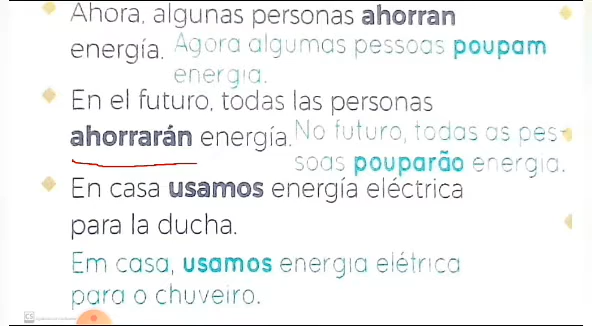 Ahora, algunas personas ahorran
energía. Agora algumas pessoas poupam
energia.
En el futuro, todas las personas
ahorrarán energía. No futuro, todas as pes-
soas pouparão energia.
En casa usamos energía eléctrica
para la ducha.
Em casa, usamos energia elétrica
para o chuveiro.
CS